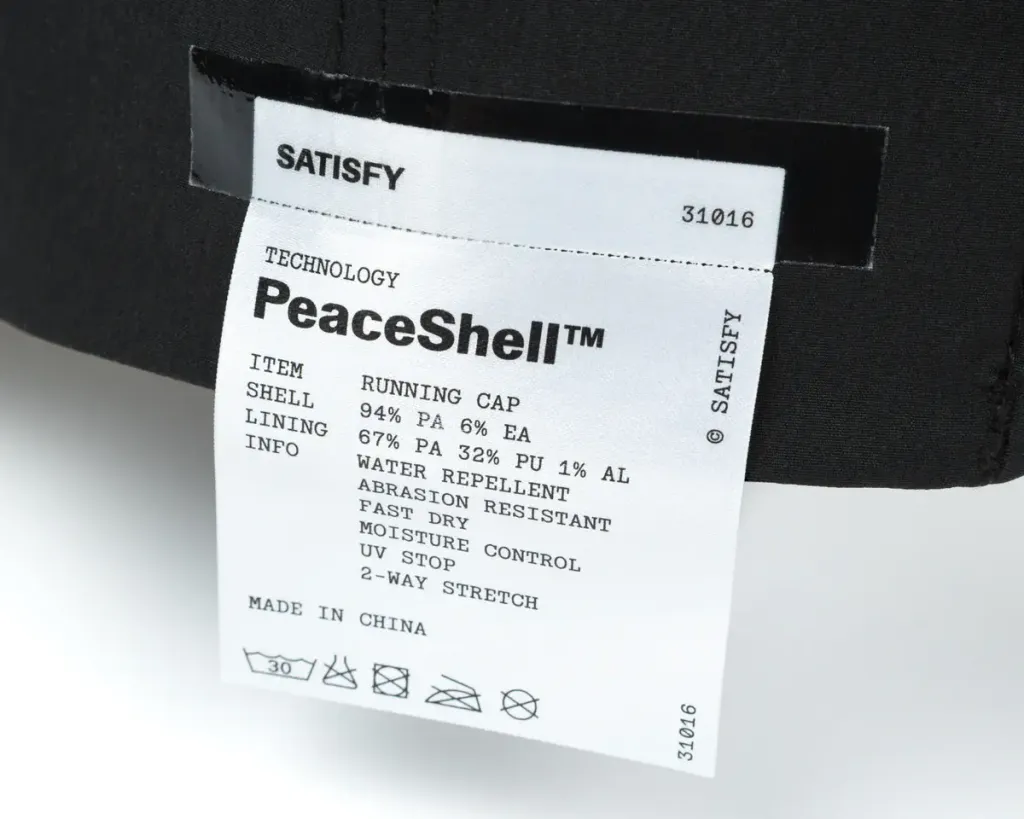 SATISFY
31016
TECHNOLOGY
PeaceShell™
ITEM RUNNING CAP
SHELL 94% PA 6% EA
LINING 67% PA 32% PU 1% AL
INFO WATER REPELLENT
ABRASION RESISTANT
FAST DRY
MOISTURE CONTROL
UV STOP
2-WAY STRETCH
MADE IN CHINA
30
© SATISFY
31016